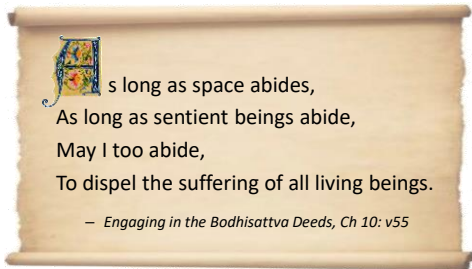 As long as space abides,
As long as sentient beings abide,
May I too abide,
To dispel the suffering of all living beings.
– Engaging in the Bodhisattva Deeds, Ch 10: v55